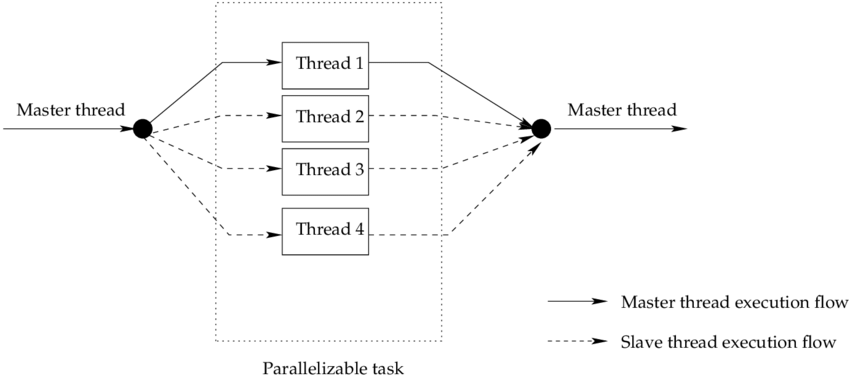 Thread 1
Master thread
Thread 2
Master thread
Thread 3
Thread 4
Master thread execution flow
Slave thread execution flow
Parallelizable task